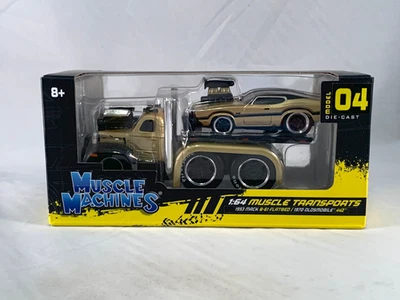 8+
MODEL
04
DIE-CAST
MUSCLE
MACHINES
1:64 MUSCLE TRANSPORTS
1953 MACK B-61 FLATBED / 1970 OLDSMOBILE 442